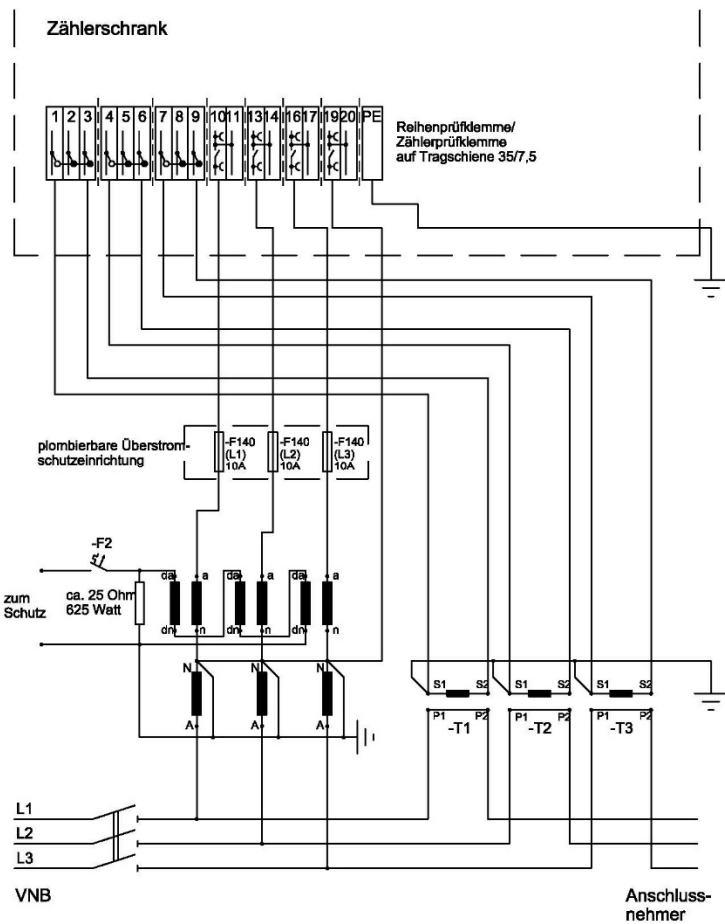 Zählerschrank
1 2 3 4 5 6 7 8 9 10 11 13 14 16 17 19 20 PE
Reihenprüfklemme/
Zählerprüfklemme
auf Tragschiene 35/7,5
plombierbare Überstrom-
schutzeinrichtung
-F140
(L1)
10A
-F140
(L2)
10A
-F140
(L3)
10A
-F2
zum
Schutz
ca. 25 Ohm
625 Watt
da a da a da a
dn n dn n dn n
N N N
A A A
S1 S2 S1 S2 S1 S2
P1 P2 P1 P2 P1 P2
-T1 -T2 -T3
L1
L2
L3
VNB
Anschluss-
nehmer